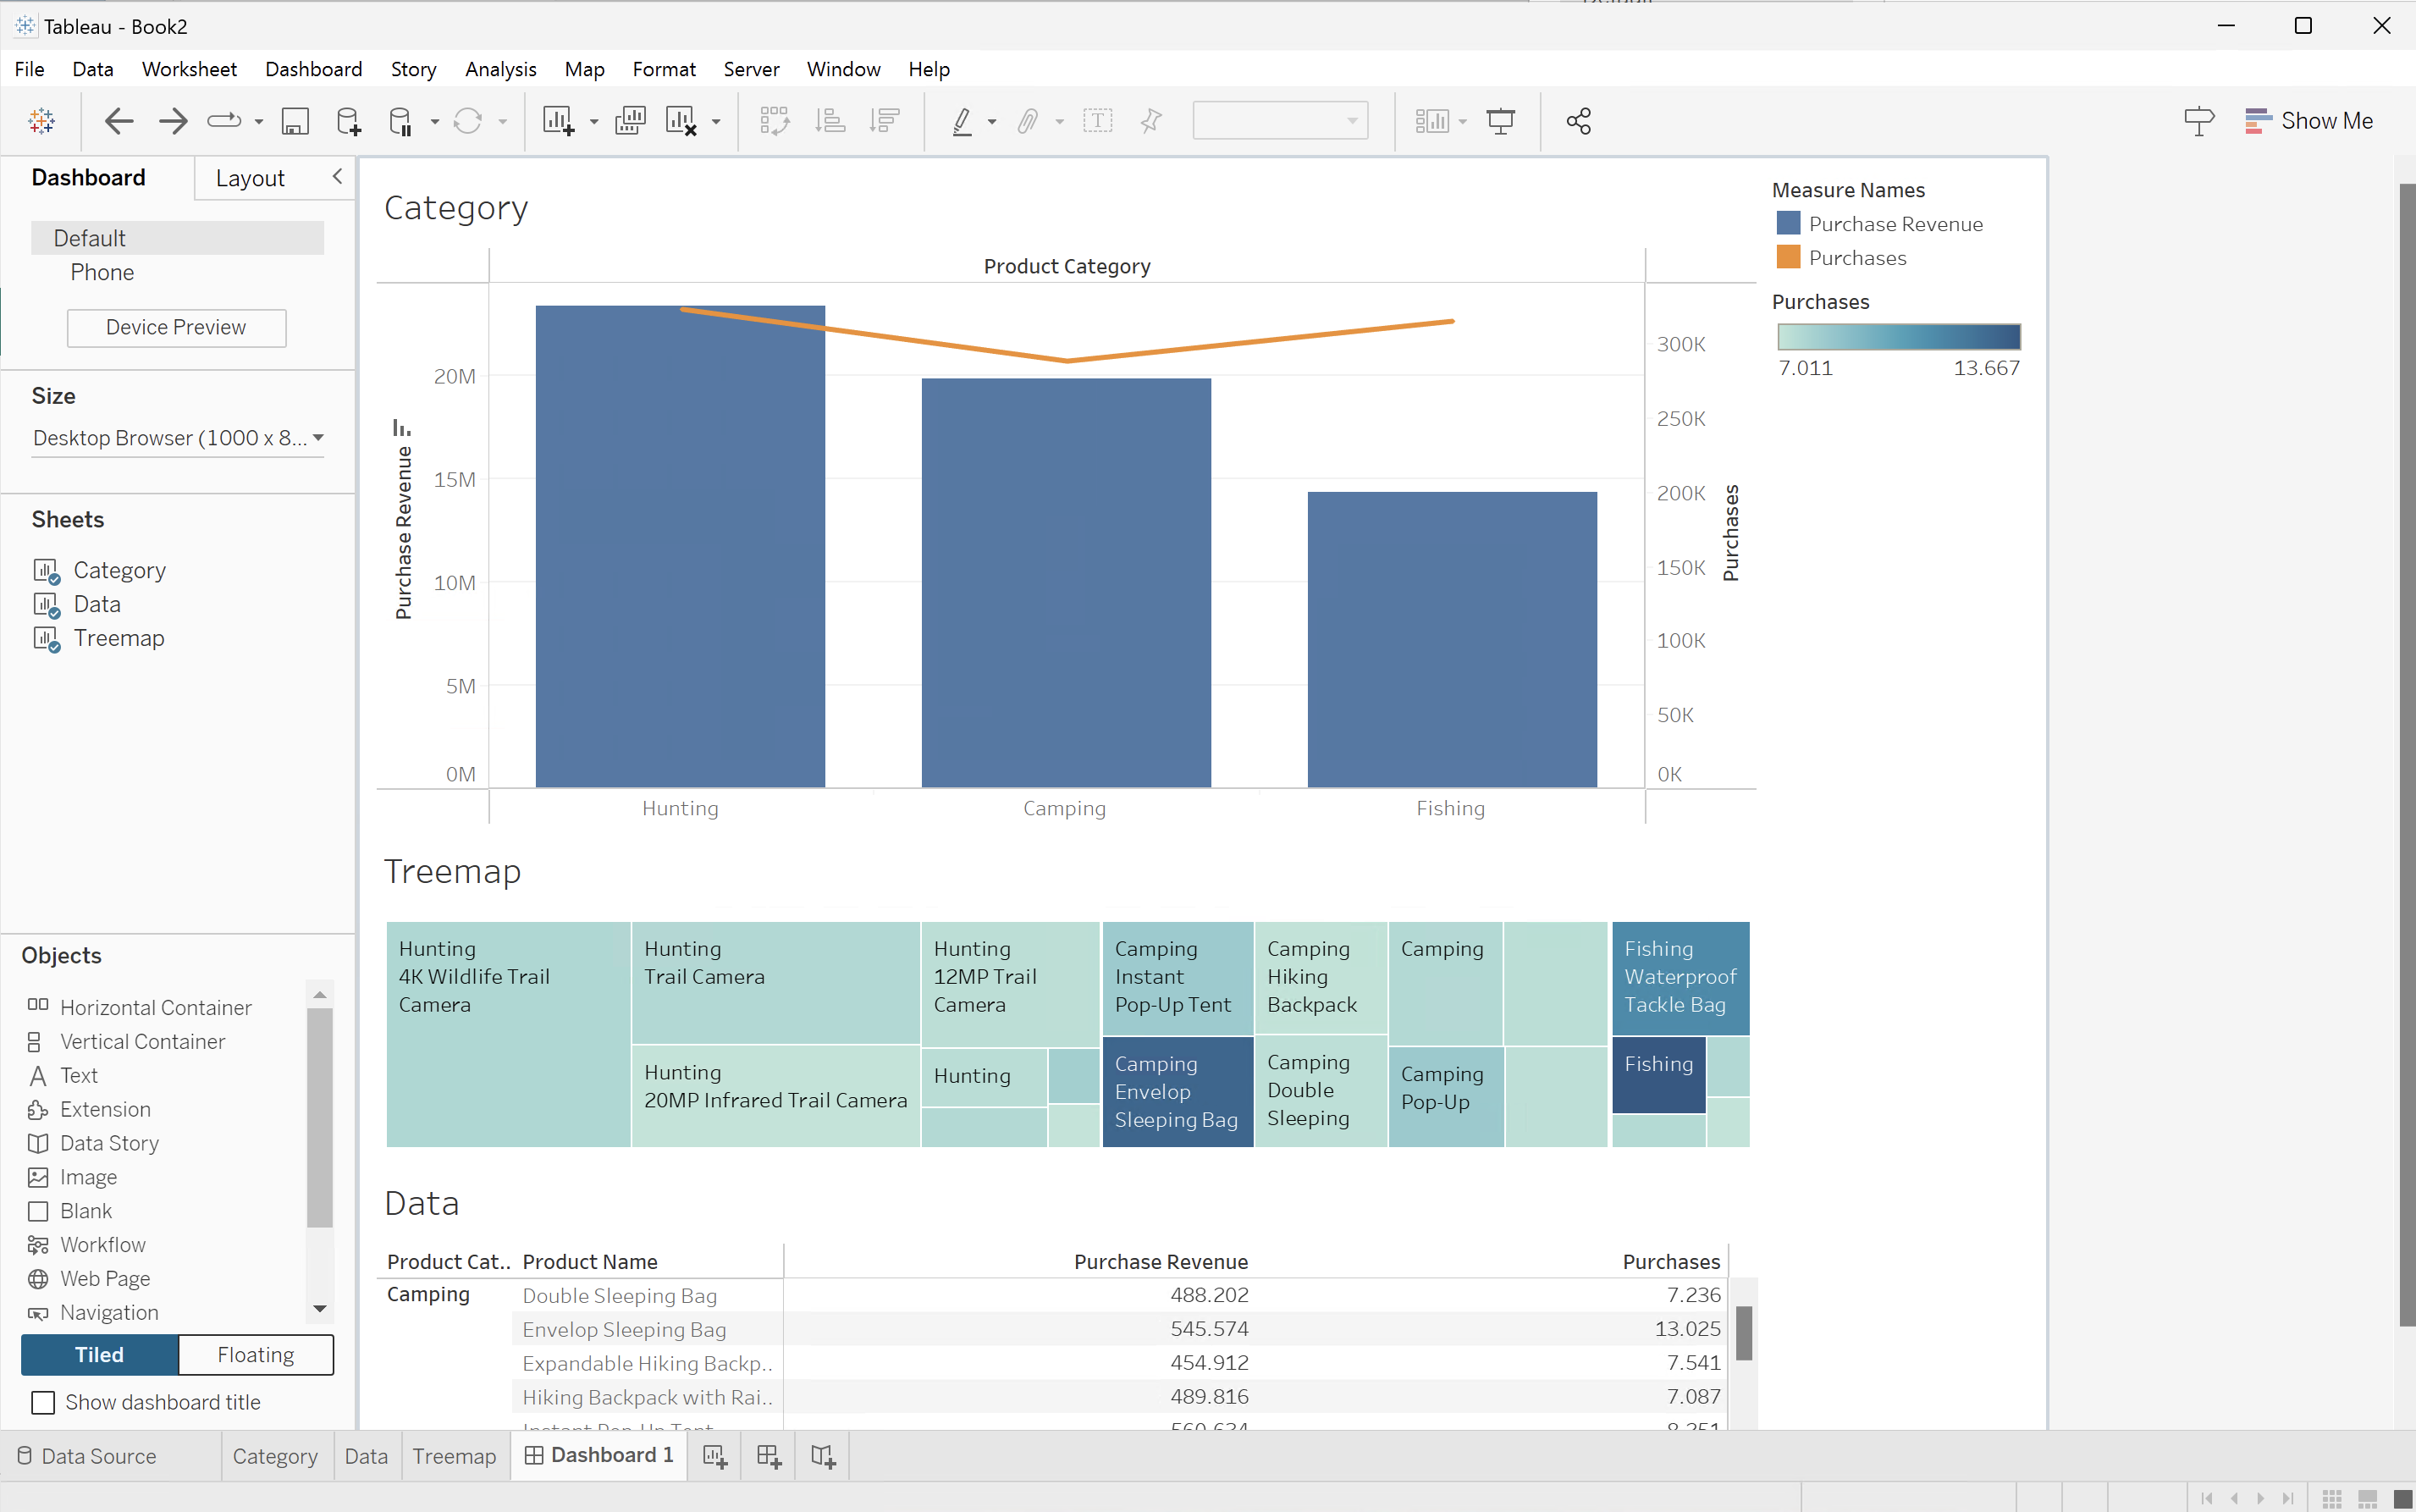 Tableau - Book2
File Data Worksheet Dashboard Story Analysis Map Format Server Window Help
Show Me
Dashboard Layout
Default
Phone
Device Preview
Size
Desktop Browser (1000 x 8...
Sheets
Category
Data
Treemap
Objects
Horizontal Container
Vertical Container
Text
Extension
Data Story
Image
Blank
Workflow
Web Page
Navigation
Tiled Floating
Show dashboard title
Category
Product Category
Purchase Revenue
20M
15M
10M
5M
0M
300K
250K
200K
150K
100K
50K
0K
Purchases
Hunting Camping Fishing
Measure Names
Purchase Revenue
Purchases
Purchases
7.011 13.667
Treemap
Hunting
4K Wildlife Trail
Camera
Hunting
Trail Camera
Hunting
20MP Infrared Trail Camera
Hunting
12MP Trail
Camera
Hunting
Camping
Instant
Pop-Up Tent
Camping
Envelop
Sleeping Bag
Camping
Hiking
Backpack
Camping
Double
Sleeping
Camping
Camping
Pop-Up
Fishing
Waterproof
Tackle Bag
Fishing
Data
Product Cat.. Product Name Purchase Revenue Purchases
Camping Double Sleeping Bag 488.202 7.236
Envelop Sleeping Bag 545.574 13.025
Expandable Hiking Backp.. 454.912 7.541
Hiking Backpack with Rai.. 489.816 7.087
Data Source Category Data Treemap Dashboard 1